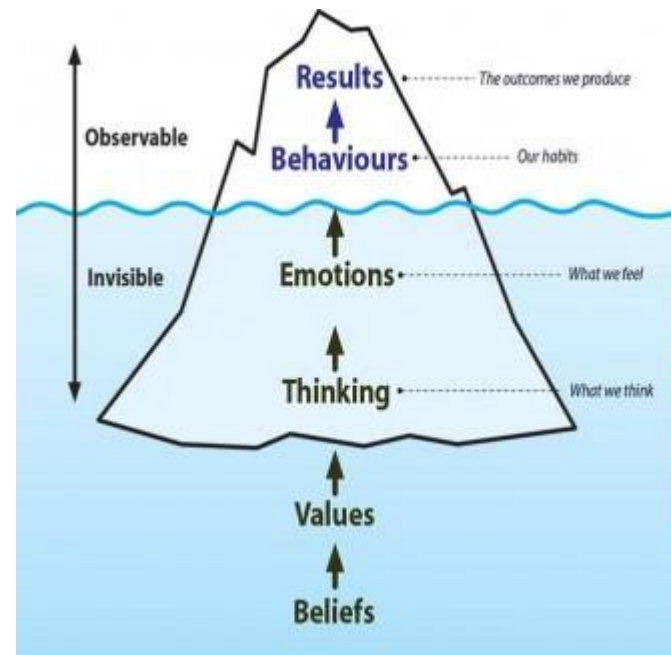 Results
The outcomes we produce
Observable
Behaviours
Our habits
Invisible
Emotions
What we feel
Thinking
What we think
Values
Beliefs